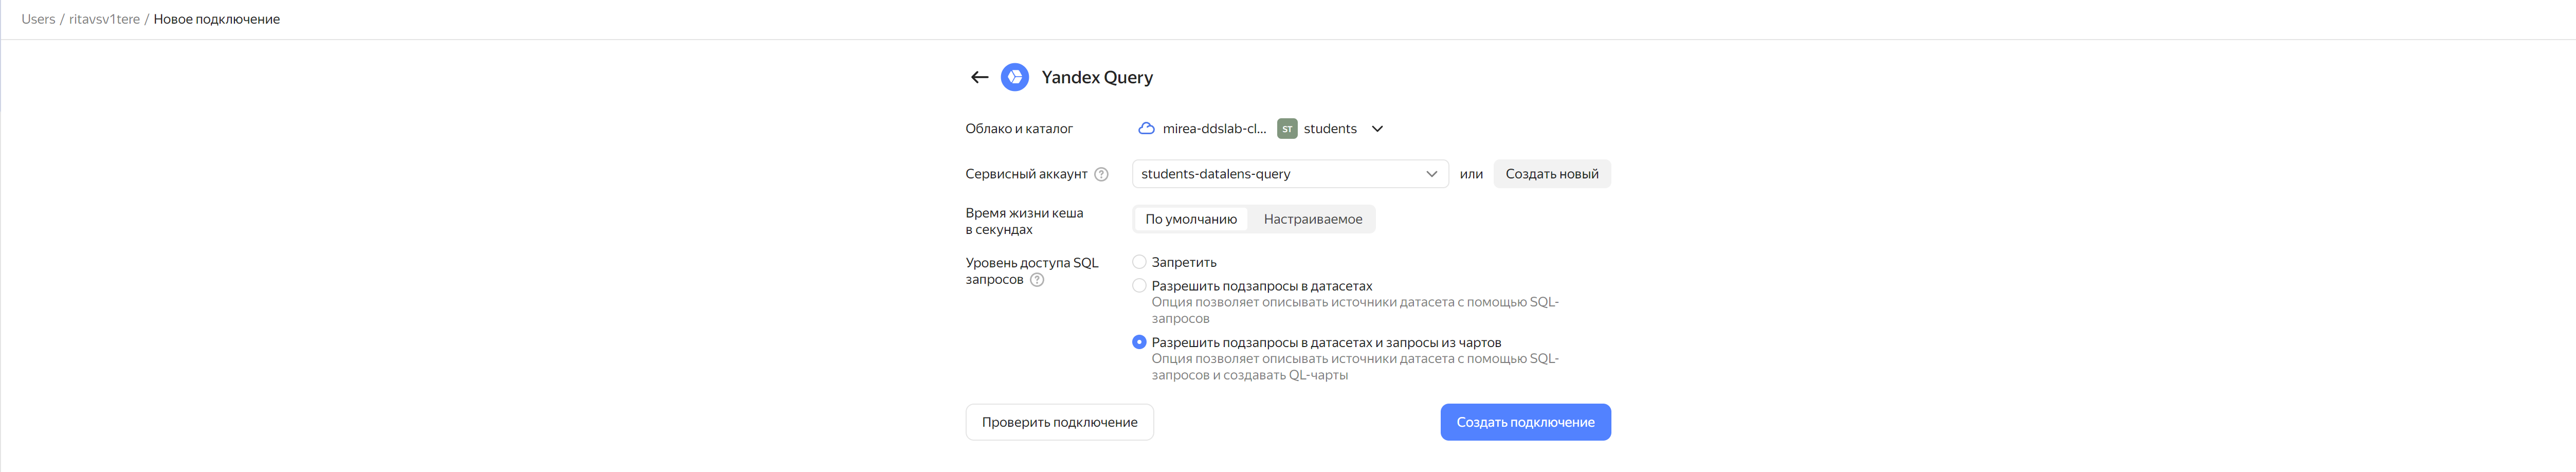 Users / ritavsv1tere / Новое подключение
Yandex Query
Облако и каталог mirea-ddslab-cl... ST students
Сервисный аккаунт ? students-datalens-query или Создать новый
Время жизни кеша
в секундах
По умолчанию Настраиваемое
Уровень доступа SQL
запросов ?
Запретить
Разрешить подзапросы в датасетах
Опция позволяет описывать источники датасета с помощью SQL-
запросов
Разрешить подзапросы в датасетах и запросы из чартов
Опция позволяет описывать источники датасета с помощью SQL-
запросов и создавать QL-чарты
Проверить подключение Создать подключение